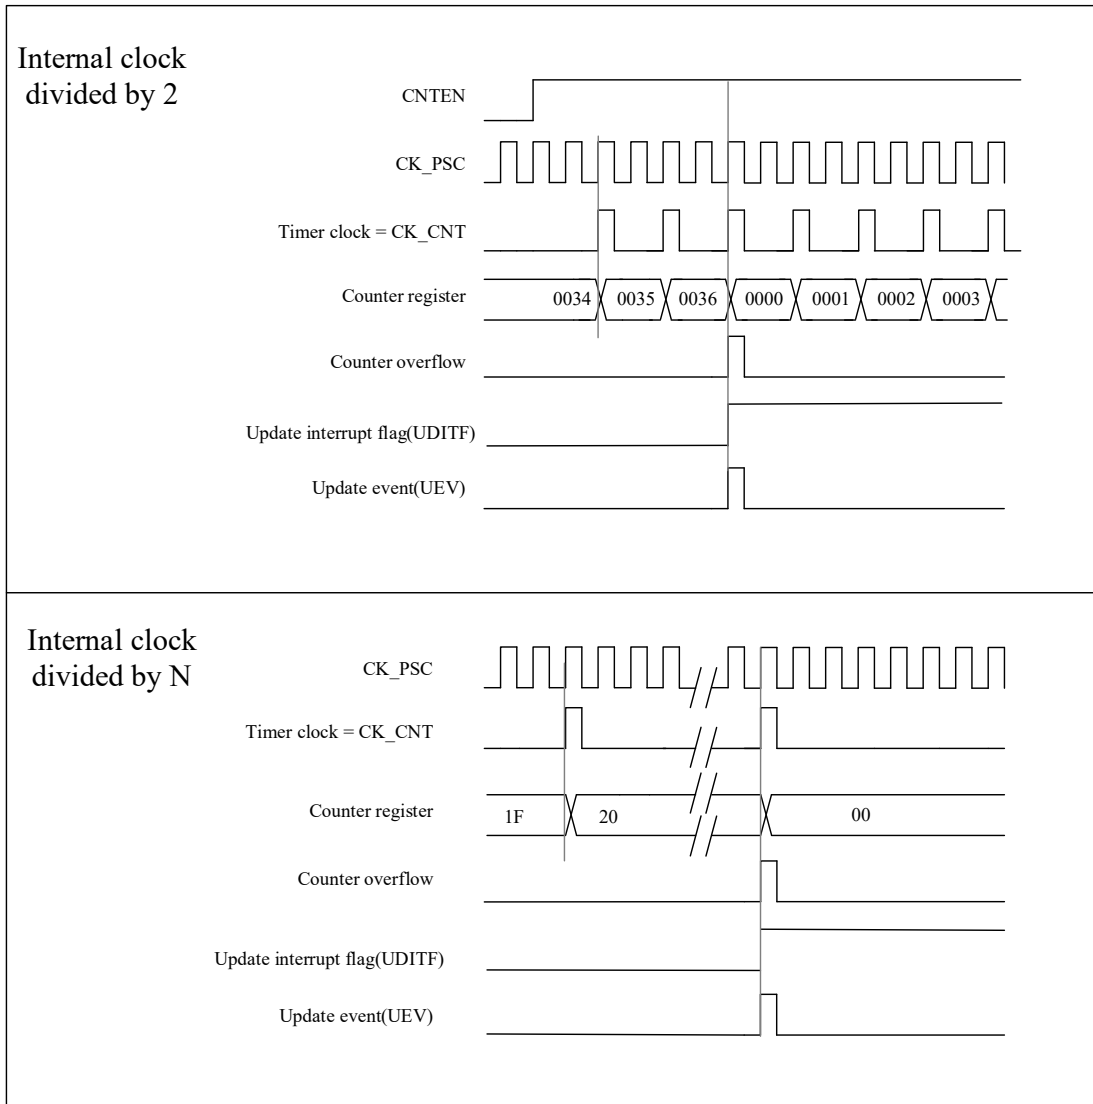 Internal clock
divided by 2
CNTEN
CK_PSC
Timer clock = CK_CNT
Counter register
0034 0035 0036 0000 0001 0002 0003
Counter overflow
Update interrupt flag(UDITF)
Update event(UEV)
Internal clock
divided by N
CK_PSC
Timer clock = CK_CNT
Counter register
1F 20 00
Counter overflow
Update interrupt flag(UDITF)
Update event(UEV)